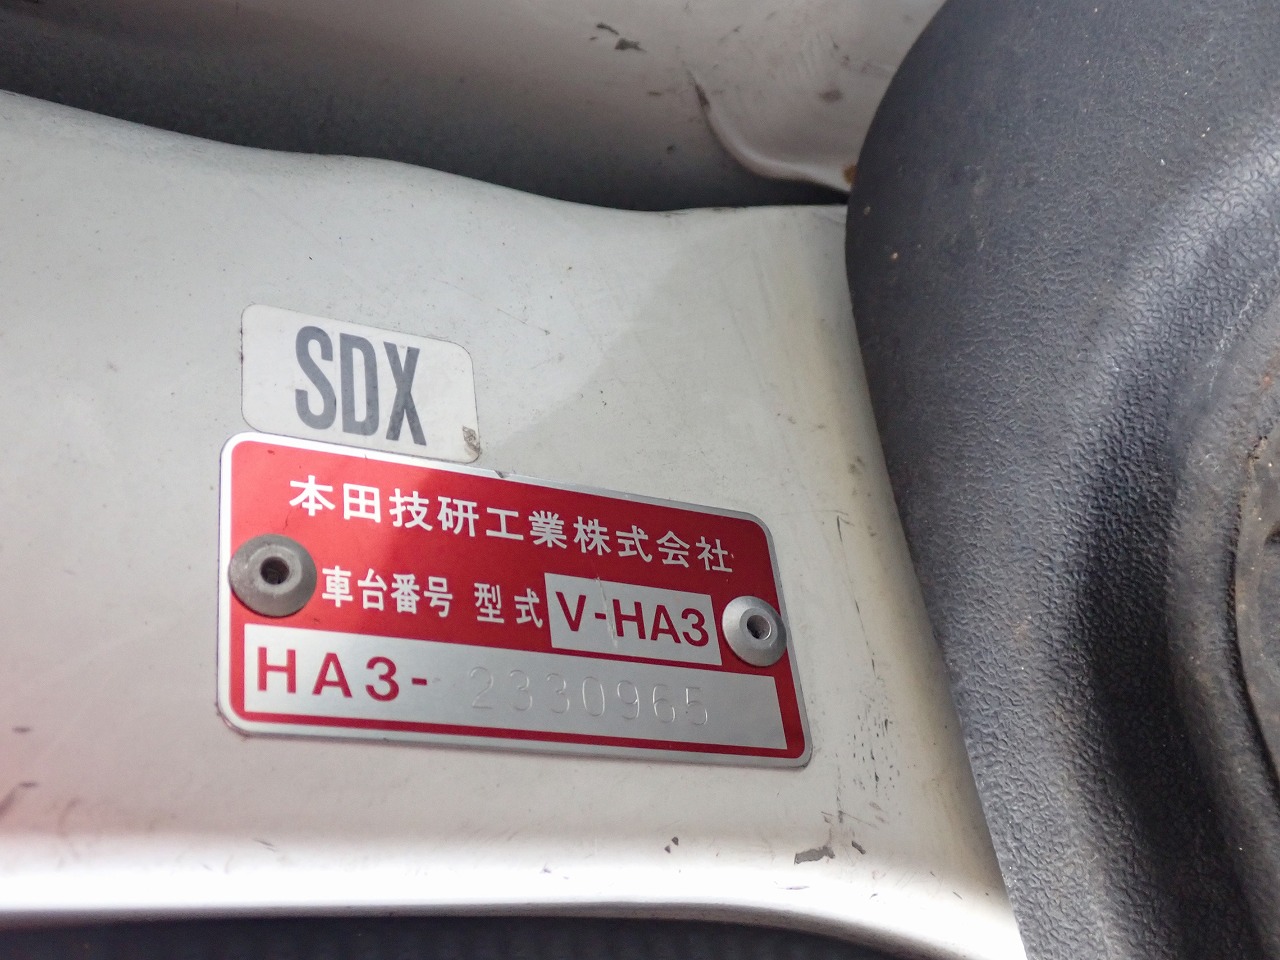 SDX
本田技研工業株式会社
車台番号 型式 V-HA3
HA3- 2330965